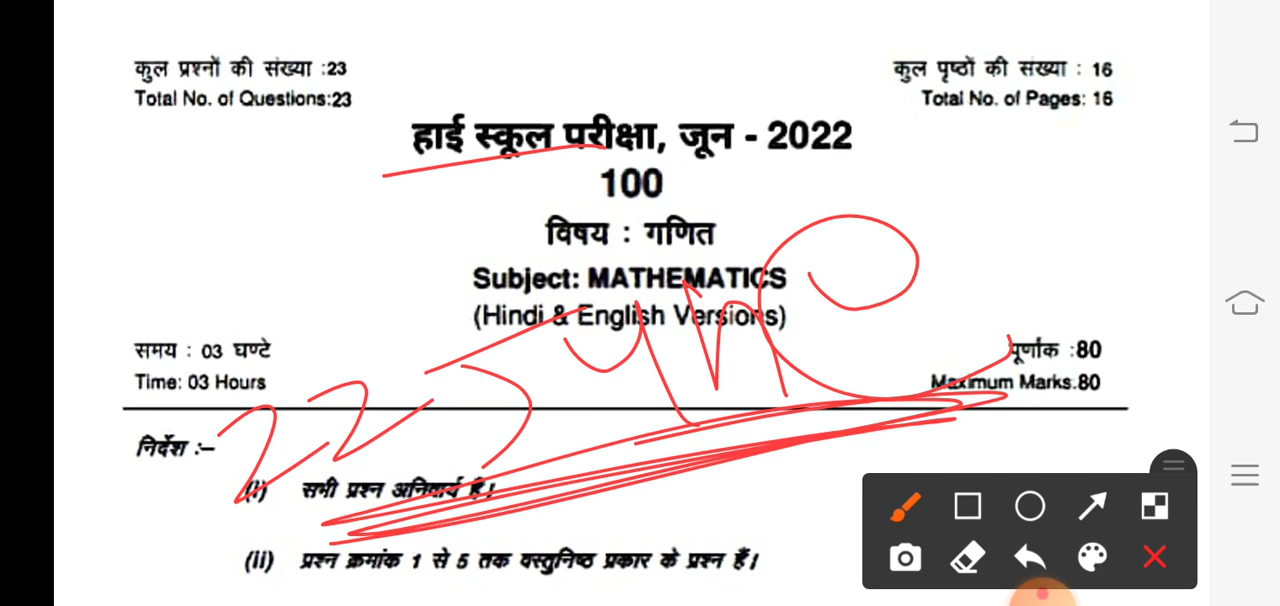 कुल प्रश्नों की संख्या :23
Total No. of Questions:23
कुल पृष्ठों की संख्या : 16
Total No. of Pages: 16
हाई स्कूल परीक्षा, जून - 2022
100
विषय : गणित
Subject: MATHEMATICS
(Hindi & English Versions)
समय : 03 घण्टे
Time: 03 Hours
पूर्णांक :80
Maximum Marks.80
निर्देश :–
22 June
(i) सभी प्रश्न अनिवार्य हैं।
(ii) प्रश्न क्रमांक 1 से 5 तक वस्तुनिष्ठ प्रकार के प्रश्न हैं।